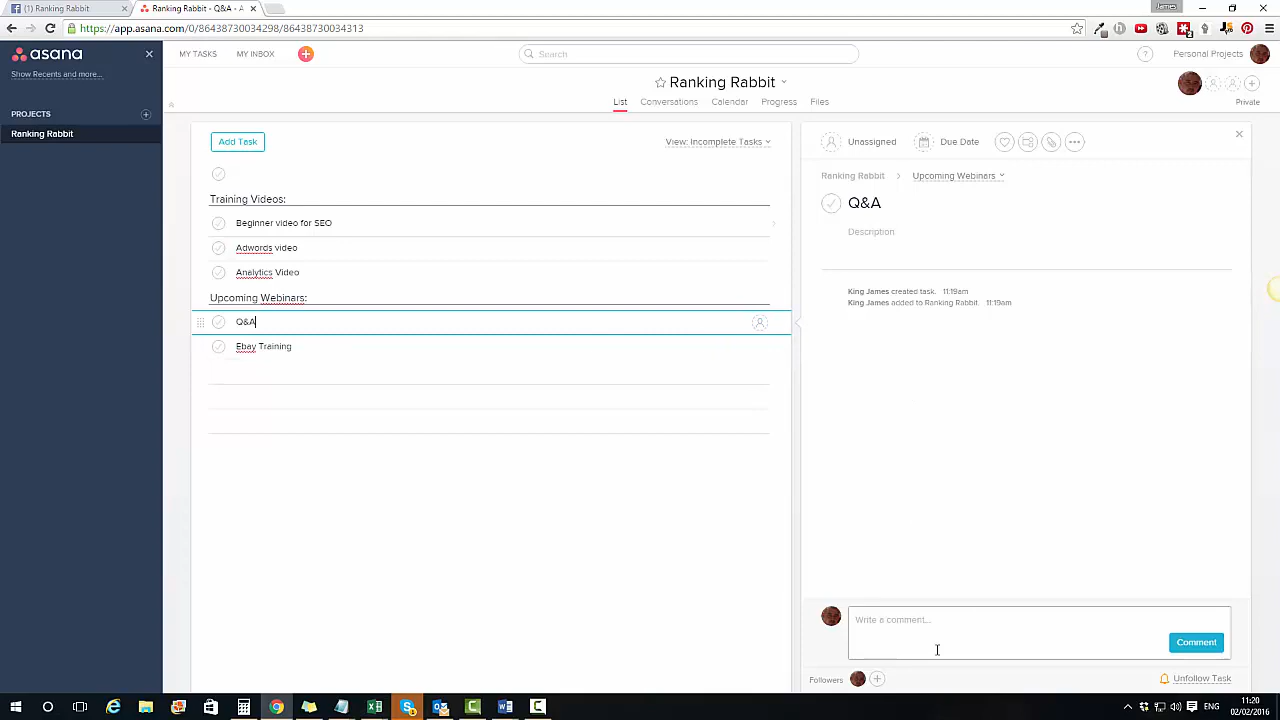 (1) Ranking Rabbit
Ranking Rabbit - Q&A - A
James
https://app.asana.com/0/86438730034298/86438730034313
asana
Show Recents and more...
PROJECTS
Ranking Rabbit
MY TASKS
MY INBOX
Search
?
Personal Projects
Ranking Rabbit
List
Conversations
Calendar
Progress
Files
Private
Add Task
View: Incomplete Tasks
Training Videos:
Beginner video for SEO
Adwords video
Analytics Video
Upcoming Webinars:
Q&A
Ebay Training
Unassigned
Due Date
Ranking Rabbit > Upcoming Webinars
Q&A
Description
King James created task. 11:19am
King James added to Ranking Rabbit. 11:19am
Write a comment...
Comment
Followers
Unfollow Task
ENG
11:20
02/02/2016